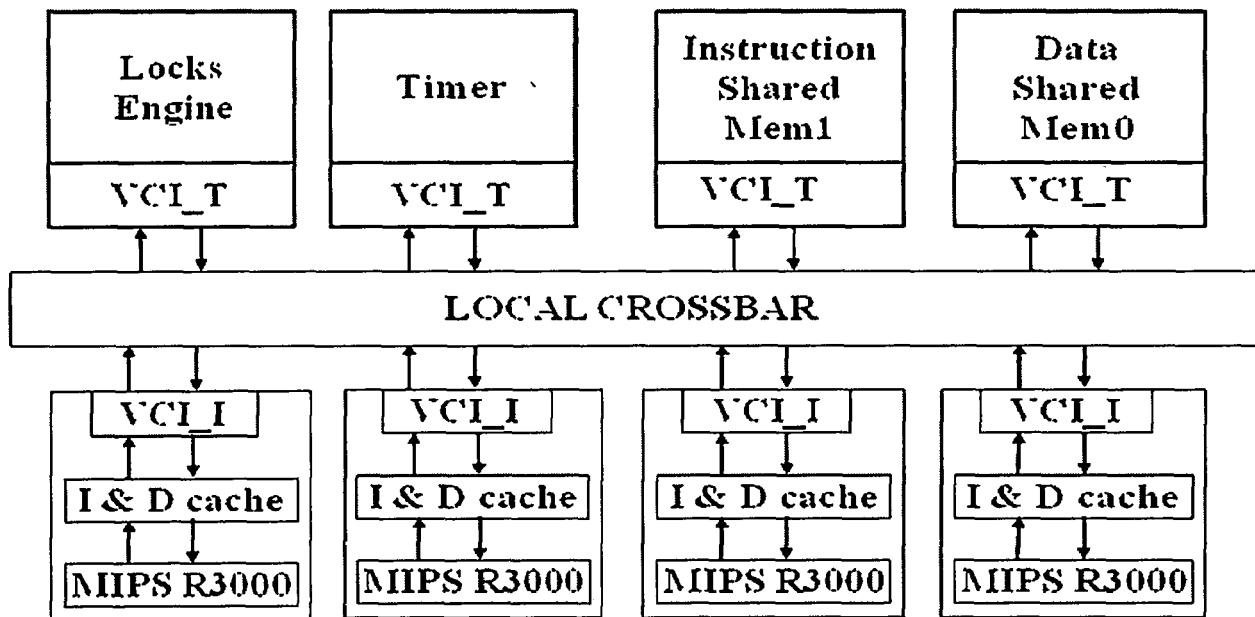 Locks
Engine
Timer
Instruction
Shared
Mem1
Data
Shared
Mem0
VCI_T
VCI_T
VCI_T
VCI_T
LOCAL CROSSBAR
VCI_I
VCI_I
VCI_I
VCI_I
I & D cache
I & D cache
I & D cache
I & D cache
MIPS R3000
MIPS R3000
MIPS R3000
MIPS R3000